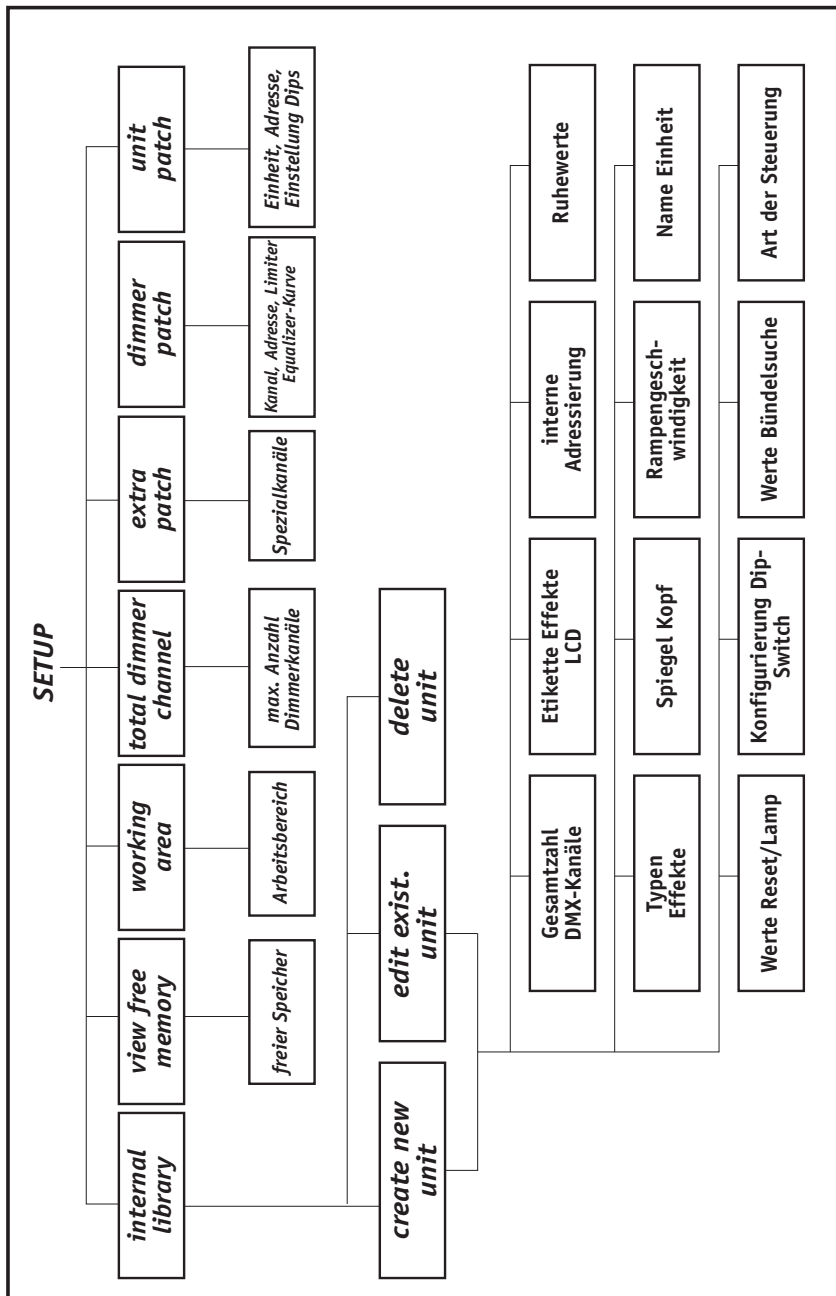 SETUP
internal
library
view free
memory
working
area
total dimmer
channel
extra
patch
dimmer
patch
unit
patch
freier Speicher
Arbeitsbereich
max. Anzahl
Dimmerkanäle
Spezialkanäle
Kanal, Adresse, Limiter
Equalizer-Kurve
Einheit, Adresse,
Einstellung Dips
create new
unit
edit exist.
unit
delete
unit
Gesamtzahl
DMX-Kanäle
Etikette Effekte
LCD
interne
Adressierung
Ruhewerte
Typen
Effekte
Spiegel Kopf
Rampengesch-
windigkeit
Name Einheit
Werte Reset/Lamp
Konfigurierung Dip-
Switch
Werte Bündelsuche
Art der Steuerung